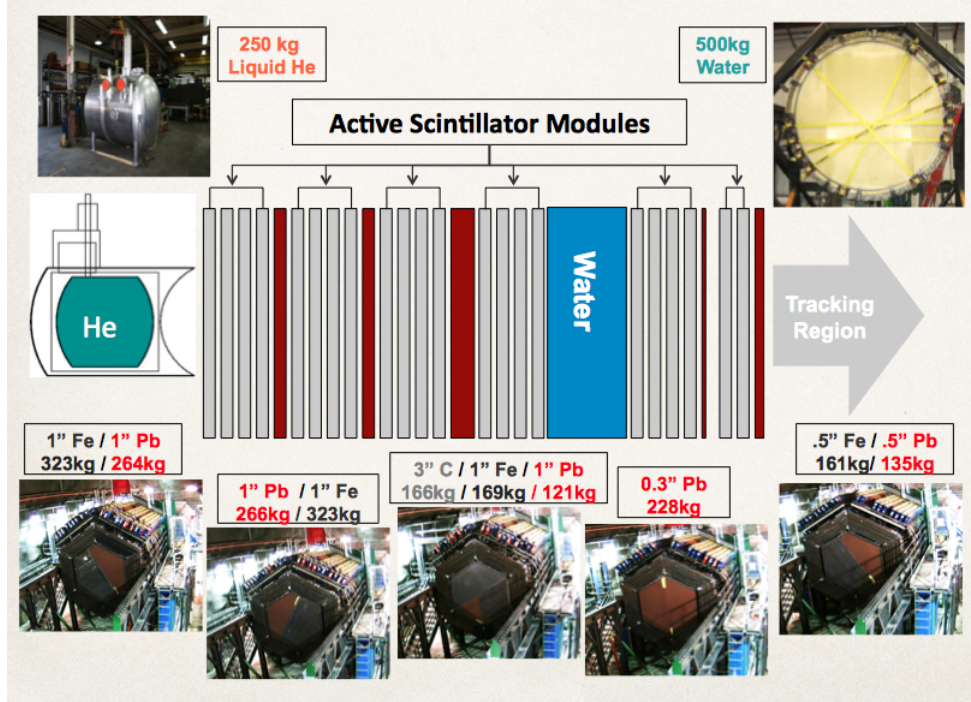 250 kg
Liquid He
500kg
Water
Active Scintillator Modules
He
Water
Tracking
Region
1” Fe / 1” Pb
323kg / 264kg
1” Pb / 1” Fe
266kg / 323kg
3” C / 1” Fe / 1” Pb
166kg / 169kg / 121kg
0.3” Pb
228kg
.5” Fe / .5” Pb
161kg/ 135kg